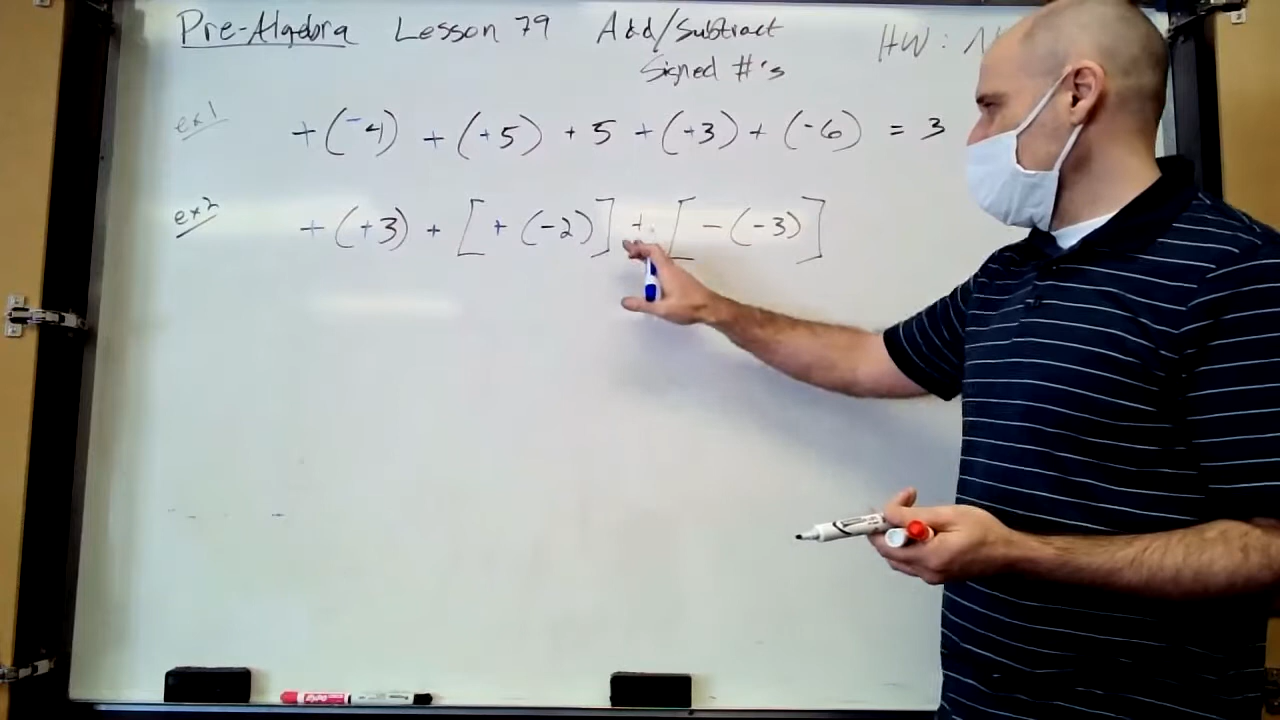 Pre-Algebra Lesson 79 Add/Subtract HW:
Signed #'s
ex1 +(-4) + (+5) + 5 + (+3) + (-6) = 3
ex2 + (+3) + [+ (-2)] + [- (-3)]
EXPO